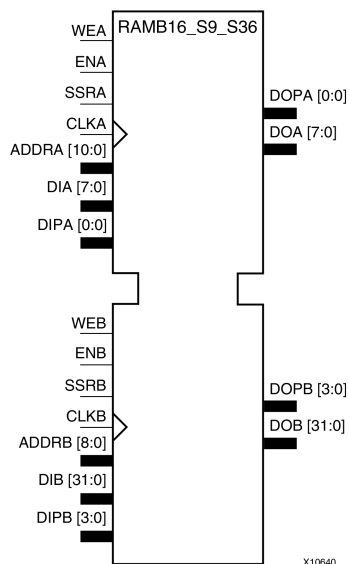 RAMB16_S9_S36
WEA
ENA
SSRA
CLKA
ADDRA [10:0]
DIA [7:0]
DIPA [0:0]
DOPA [0:0]
DOA [7:0]
WEB
ENB
SSRB
CLKB
ADDRB [8:0]
DIB [31:0]
DIPB [3:0]
DOPB [3:0]
DOB [31:0]
X10640